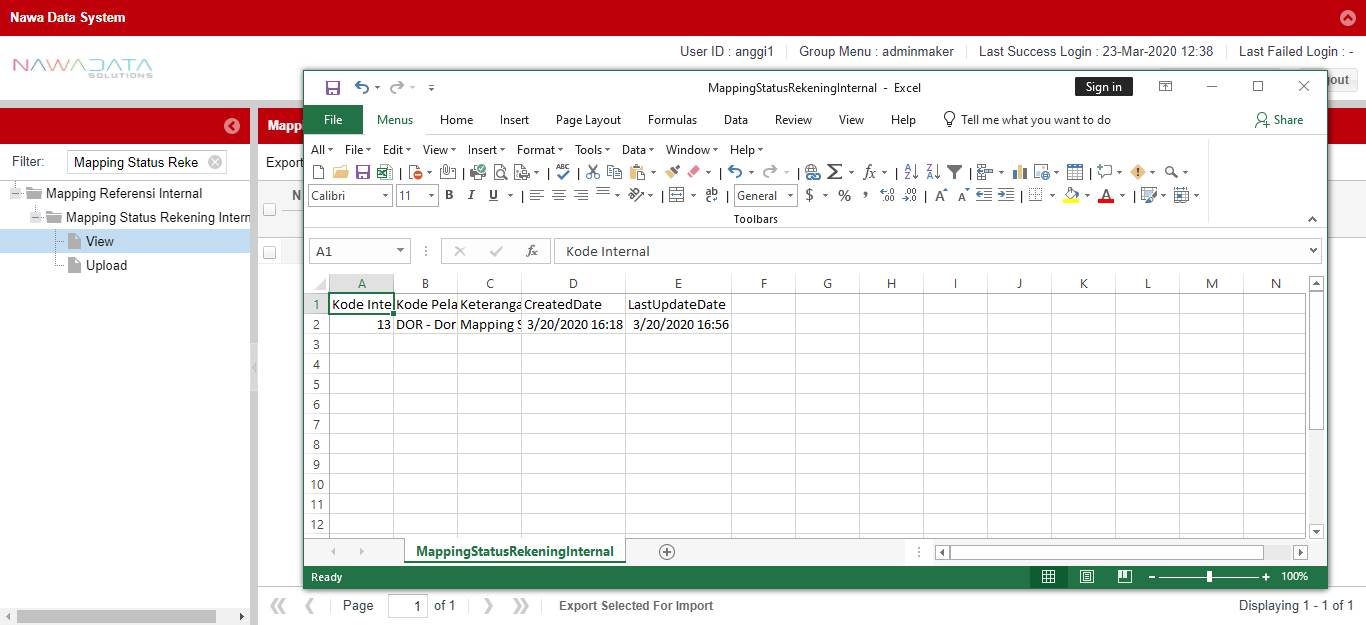 Nawa Data System
NAWADATA
SOLUTIONS
User ID : anggi1
Group Menu : adminmaker
Last Success Login : 23-Mar-2020 12:38
Last Failed Login : -
Filter:
Mapping Status Reke
Mapping Referensi Internal
Mapping Status Rekening Intern
View
Upload
Mappi
Export
N
MappingStatusRekeningInternal - Excel
Sign in
File Menus Home Insert Page Layout Formulas Data Review View Help Tell me what you want to do Share
All File Edit View Insert Format Tools Data Window Help
Calibri 11 B I U ab General $ % , .00 .0 A A A
Toolbars
A1 fx Kode Internal
A B C D E F G H I J K L M N
1 Kode Inte Kode Pela Keteranga CreatedDate LastUpdateDate
2 13 DOR - Dor Mapping S 3/20/2020 16:18 3/20/2020 16:56
3
4
5
6
7
8
9
10
11
12
MappingStatusRekeningInternal
Ready
100%
Page 1 of 1
Export Selected For Import
Displaying 1 - 1 of 1